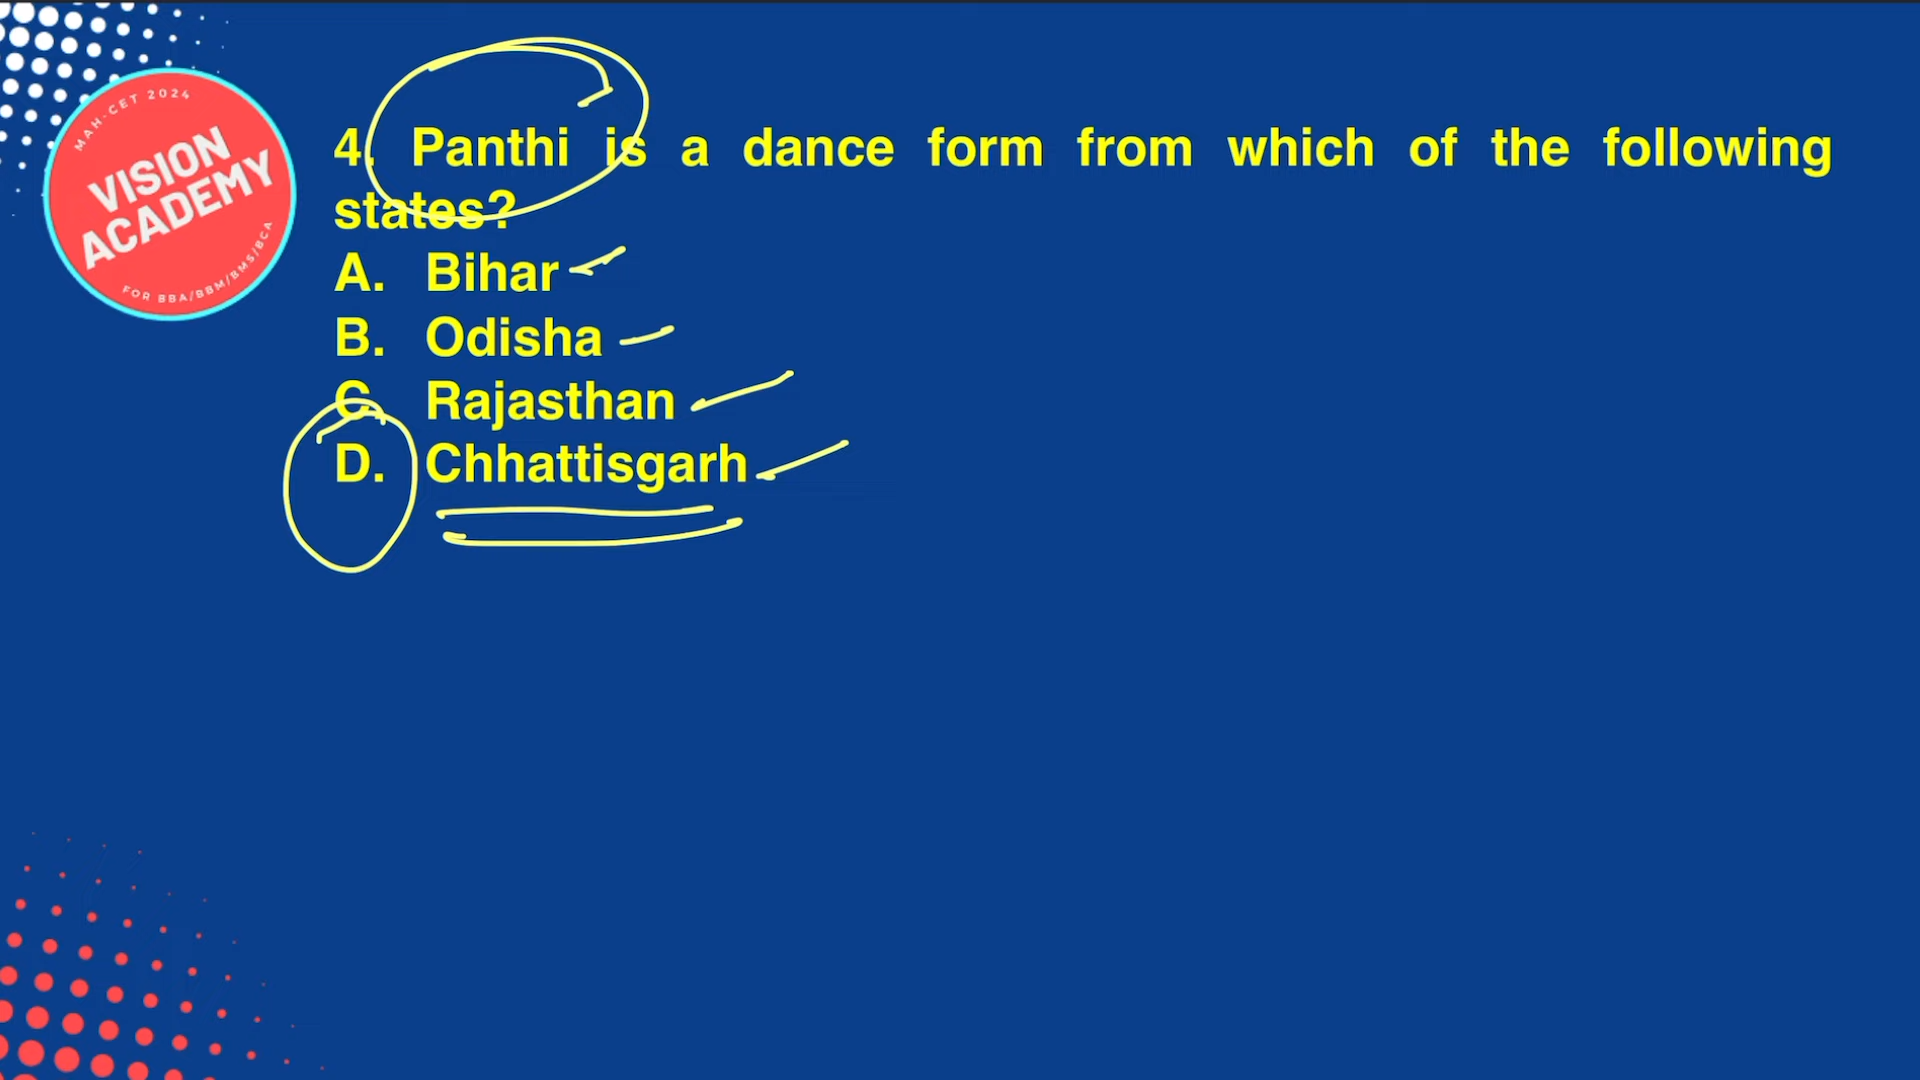 MAH-CET 2024
VISION
ACADEMY
FOR BBA/BBM/BMS/BCA
4. Panthi is a dance form from which of the following
states?
A. Bihar
B. Odisha
C. Rajasthan
D. Chhattisgarh